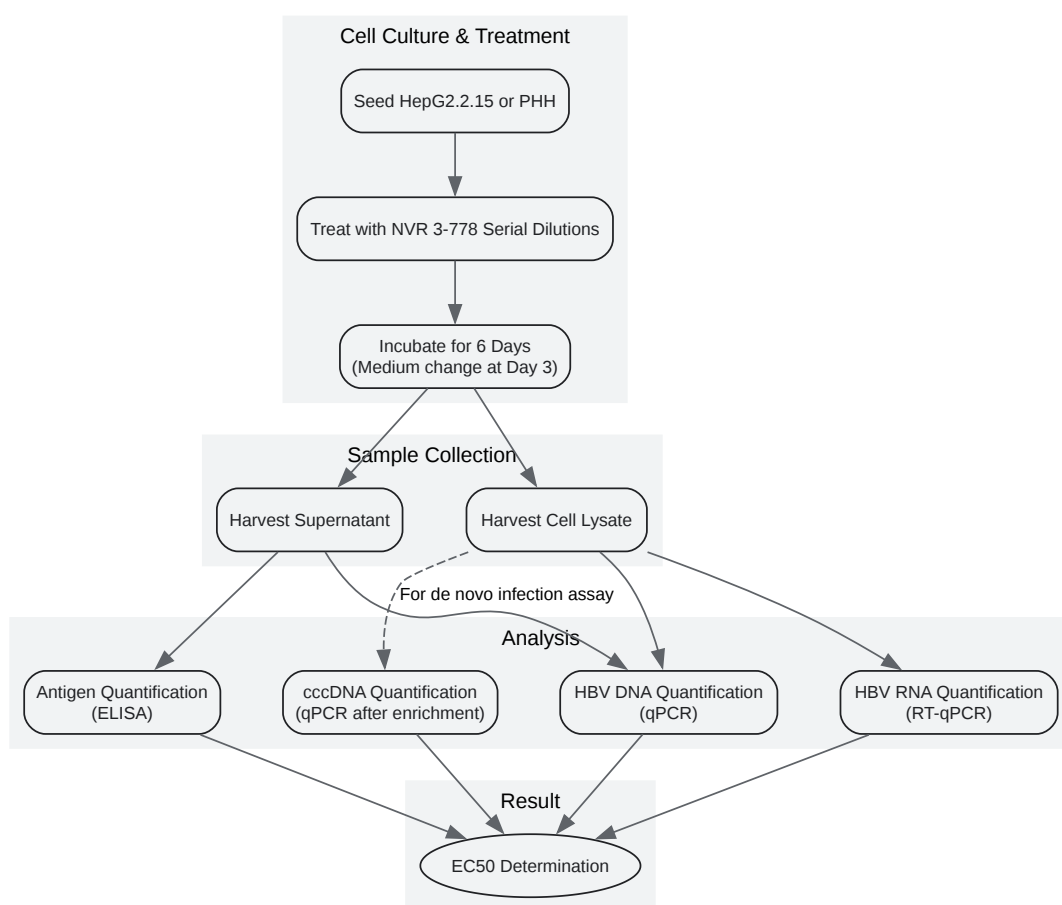 Cell Culture & Treatment
Seed HepG2.2.15 or PHH
Treat with NVR 3-778 Serial Dilutions
Incubate for 6 Days
(Medium change at Day 3)
Sample Collection
Harvest Supernatant
Harvest Cell Lysate
For de novo infection assay
Analysis
Antigen Quantification
(ELISA)
cccDNA Quantification
(qPCR after enrichment)
HBV DNA Quantification
(qPCR)
HBV RNA Quantification
(RT-qPCR)
Result
EC50 Determination